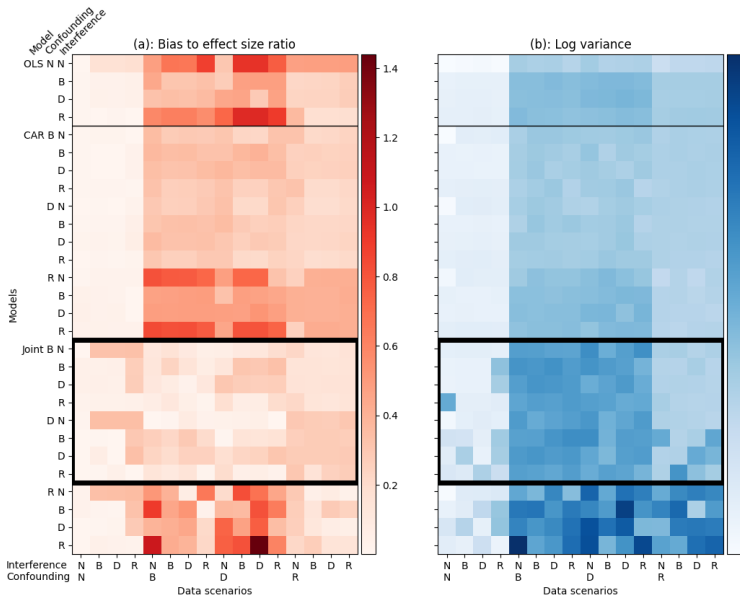 Model
Confounding
Interference
(a): Bias to effect size ratio
(b): Log variance
OLS N N
B
D
R
CAR B N
B
D
R
D N
B
D
R
R N
B
D
R
Joint B N
B
D
R
D N
B
D
R
R N
B
D
R
Models
1.4
1.2
1.0
0.8
0.6
0.4
0.2
Interference N B D R N B D R N B D R N B D R N B D R N B D R N B D R N B D R
Confounding N B D R N B D R
Data scenarios Data scenarios